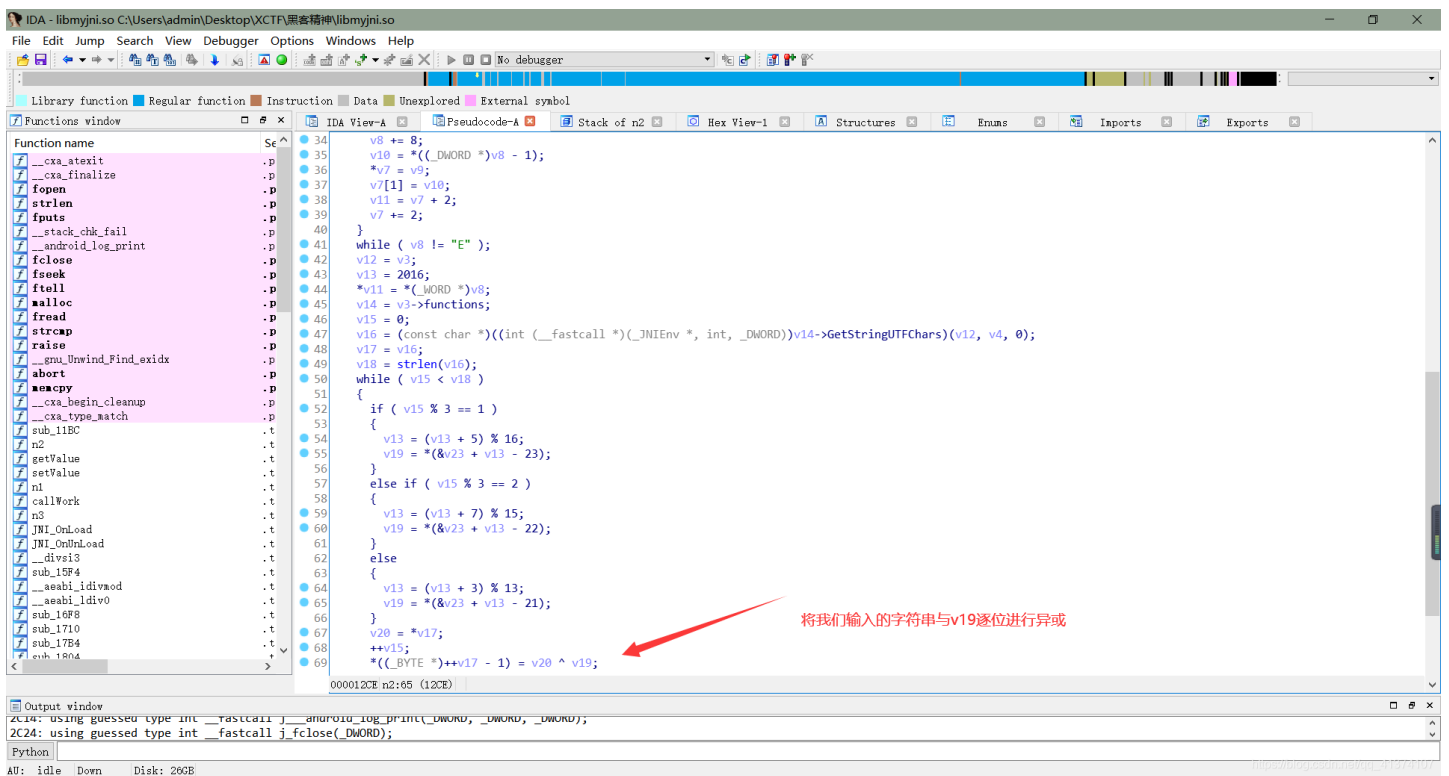 IDA - libmyjni.so C:\Users\admin\Desktop\XCTF\黑客精神\libmyjni.so
File Edit Jump Search View Debugger Options Windows Help
No debugger
Library function Regular function Instruction Data Unexplored External symbol
Functions window
IDA View-A Pseudocode-A Stack of n2 Hex View-1 Structures Enums Imports Exports
Function name Se
__cxa_atexit .p
__cxa_finalize .p
fopen .p
strlen .p
fputs .p
__stack_chk_fail .p
__android_log_print .p
fclose .p
fseek .p
ftell .p
malloc .p
fread .p
strcmp .p
raise .p
__gnu_Unwind_Find_exidx .p
abort .p
memcpy .p
__cxa_begin_cleanup .p
__cxa_type_match .p
sub_11BC .t
n2 .t
getValue .t
setValue .t
n1 .t
callWork .t
n3 .t
JNI_OnLoad .t
JNI_OnUnLoad .t
__divsi3 .t
sub_15F4 .t
__aeabi_idivmod .t
__aeabi_ldiv0 .t
sub_16F8 .t
sub_1710 .t
sub_17B4 .t
sub_1804
34 v8 += 8;
35 v10 = *((_DWORD *)v8 - 1);
36 *v7 = v9;
37 v7[1] = v10;
38 v11 = v7 + 2;
39 v7 += 2;
40 }
41 while ( v8 != "E" );
42 v12 = v3;
43 v13 = 2016;
44 *v11 = *(_WORD *)v8;
45 v14 = v3->functions;
46 v15 = 0;
47 v16 = (const char *)((int (__fastcall *)(_JNIEnv *, int, _DWORD))v14->GetStringUTFChars)(v12, v4, 0);
48 v17 = v16;
49 v18 = strlen(v16);
50 while ( v15 < v18 )
51 {
52 if ( v15 % 3 == 1 )
53 {
54 v13 = (v13 + 5) % 16;
55 v19 = *(&v23 + v13 - 23);
56 }
57 else if ( v15 % 3 == 2 )
58 {
59 v13 = (v13 + 7) % 15;
60 v19 = *(&v23 + v13 - 22);
61 }
62 else
63 {
64 v13 = (v13 + 3) % 13;
65 v19 = *(&v23 + v13 - 21);
66 }
67 v20 = *v17;
68 ++v15;
69 *((_BYTE *)++v17 - 1) = v20 ^ v19;
将我们输入的字符串与v19逐位进行异或
000012CE n2:65 (12CE)
Output window
2C14: using guessed type int __fastcall j___android_log_print(_DWORD, _DWORD, _DWORD);
2C24: using guessed type int __fastcall j_fclose(_DWORD);
Python
AU: idle Down Disk: 26GB